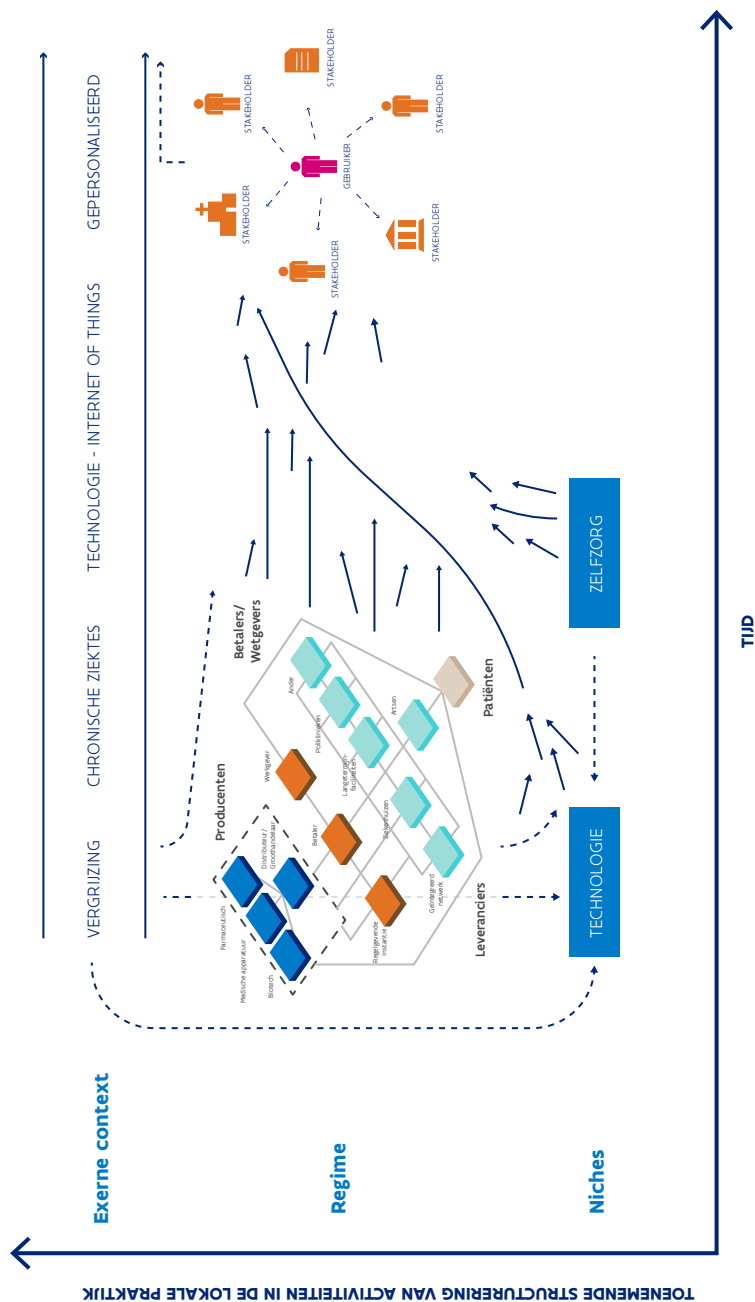 Exerne context
VERGRIJZING
CHRONISCHE ZIEKTES
TECHNOLOGIE - INTERNET OF THINGS
GEPERSONALISEERD
Regime
Producenten
Farmaceutisch
Medische apparatuur
Biotech
Distributeur/
Groothandelaar
Betalers/
Wetgevers
Werkgever
Betaler
Regelgevende
instantie
Ander
Poliklinieken
Langetermijn-
faciliteiten
Artsen
Ziekenhuizen
Geïntegreerd
netwerk
Leveranciers
Patiënten
STAKEHOLDER
STAKEHOLDER
STAKEHOLDER
STAKEHOLDER
GEBRUIKER
STAKEHOLDER
STAKEHOLDER
Niches
TECHNOLOGIE
ZELFZORG
TIJD
TOENEMENDE STRUCTURERING VAN ACTIVITEITEN IN DE LOKALE PRAKTIJK